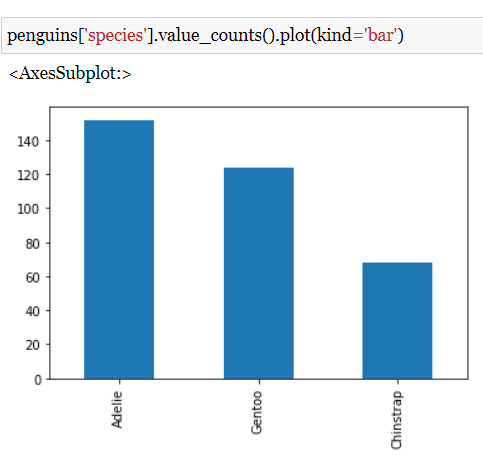 penguins['species'].value_counts().plot(kind='bar')
<AxesSubplot:>
140
120
100
80
60
40
20
0
Adelie
Gentoo
Chinstrap